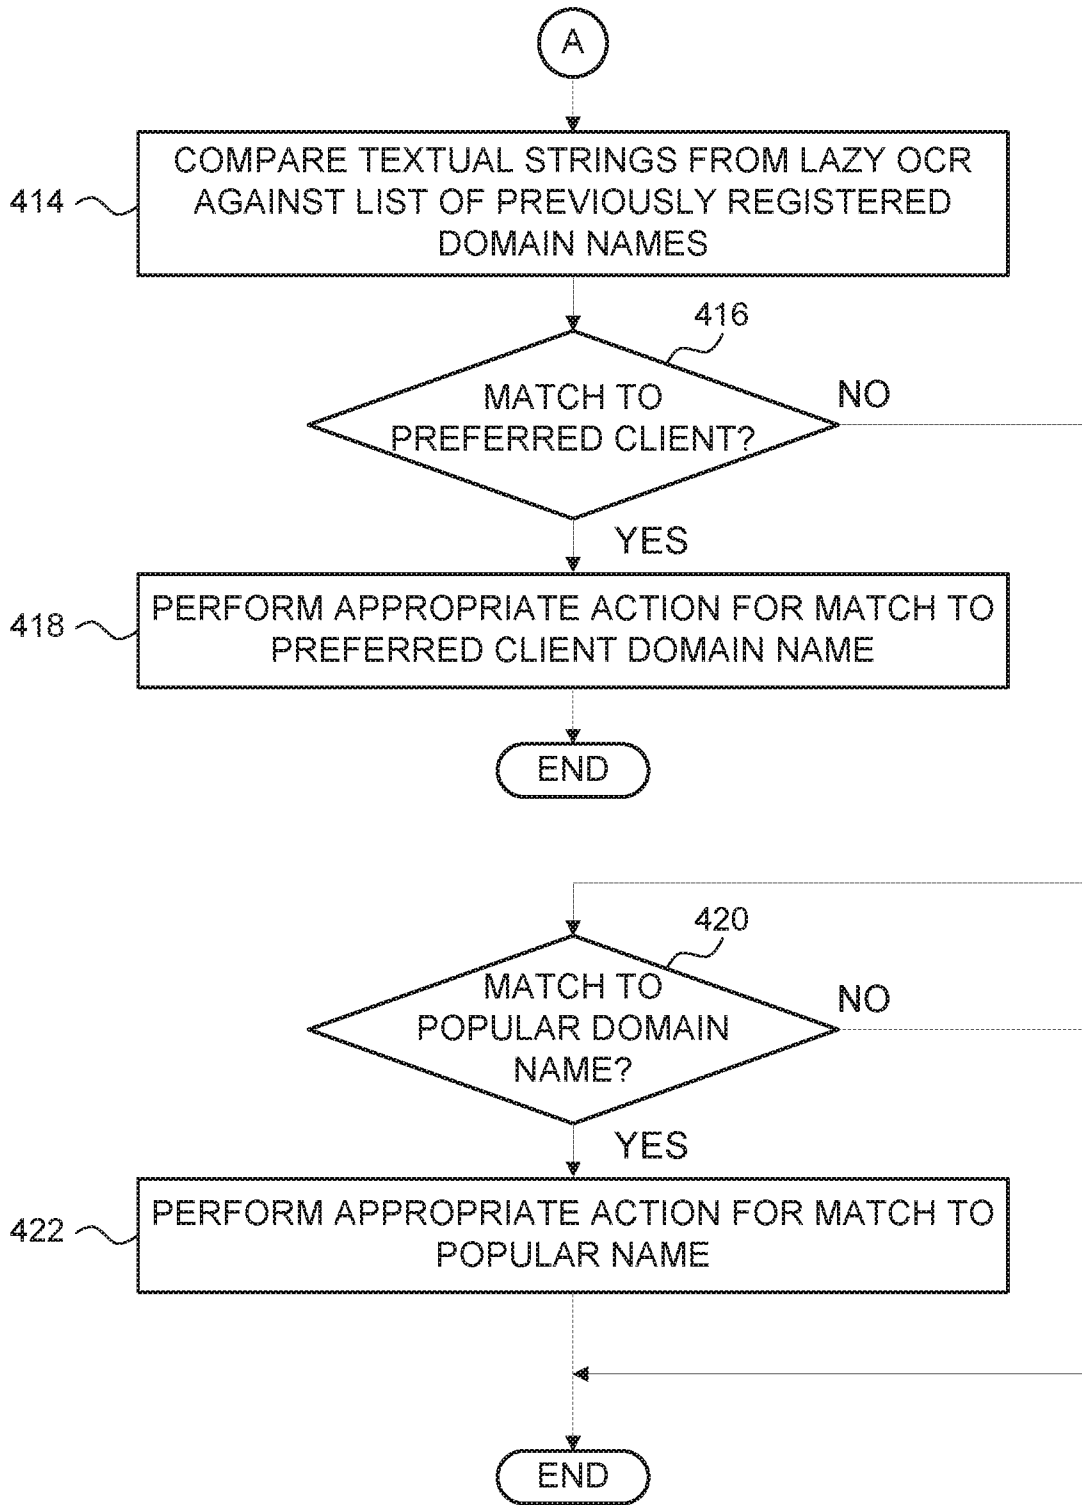 A
COMPARE TEXTUAL STRINGS FROM LAZY OCR
AGAINST LIST OF PREVIOUSLY REGISTERED
DOMAIN NAMES
414
416
MATCH TO
PREFERRED CLIENT?
NO
YES
PERFORM APPROPRIATE ACTION FOR MATCH TO
PREFERRED CLIENT DOMAIN NAME
418
END
420
MATCH TO
POPULAR DOMAIN
NAME?
NO
YES
PERFORM APPROPRIATE ACTION FOR MATCH TO
POPULAR NAME
422
END